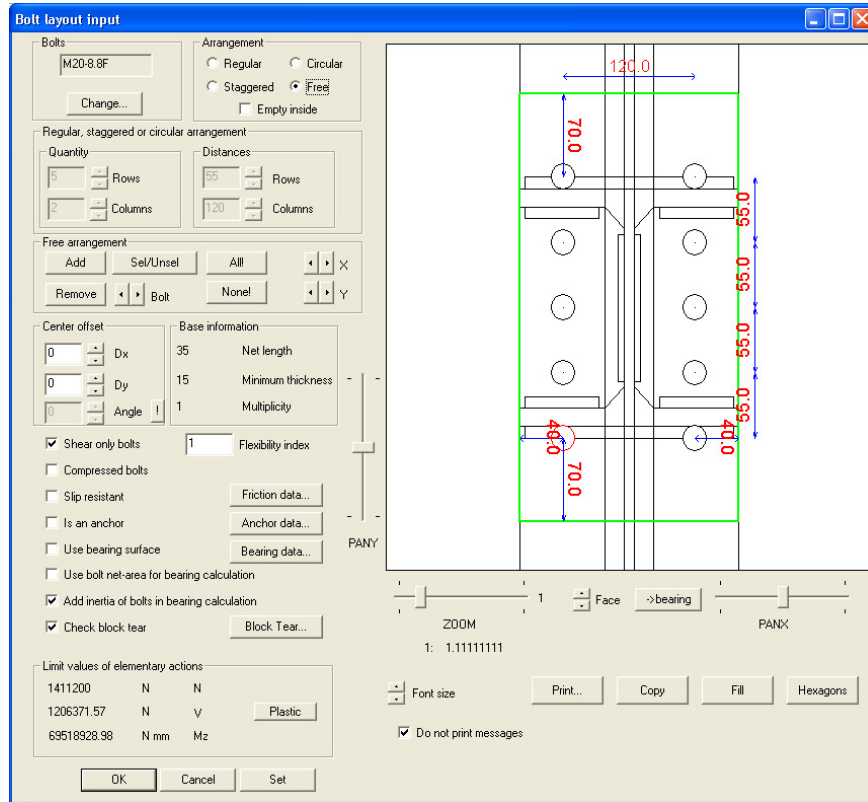 Bolt layout input
Bolts
M20-8.8F
Change...
Arrangement
Regular
Circular
Staggered
Free
Empty inside
Regular, staggered or circular arrangement
Quantity
5
Rows
2
Columns
Distances
55
Rows
120
Columns
Free arrangement
Add
Sel/Unsel
All!
X
Remove
Bolt
None!
Y
Center offset
0
Dx
0
Dy
0
Angle
!
Base information
35 Net length
15 Minimum thickness
1 Multiplicity
Shear only bolts
1
Flexibility index
Compressed bolts
Slip resistant
Friction data...
Is an anchor
Anchor data...
Use bearing surface
Bearing data...
Use bolt net-area for bearing calculation
Add inertia of bolts in bearing calculation
Check block tear
Block Tear...
PANY
Limit values of elementary actions
1411200 N N
1206371.57 N V
Plastic
69518928.98 N mm Mz
OK
Cancel
Set
120.0
70.0
55.0
55.0
55.0
55.0
40.0
40.0
70.0
1
Face
->bearing
ZOOM
PANX
1: 1.11111111
Font size
Print...
Copy
Fill
Hexagons
Do not print messages